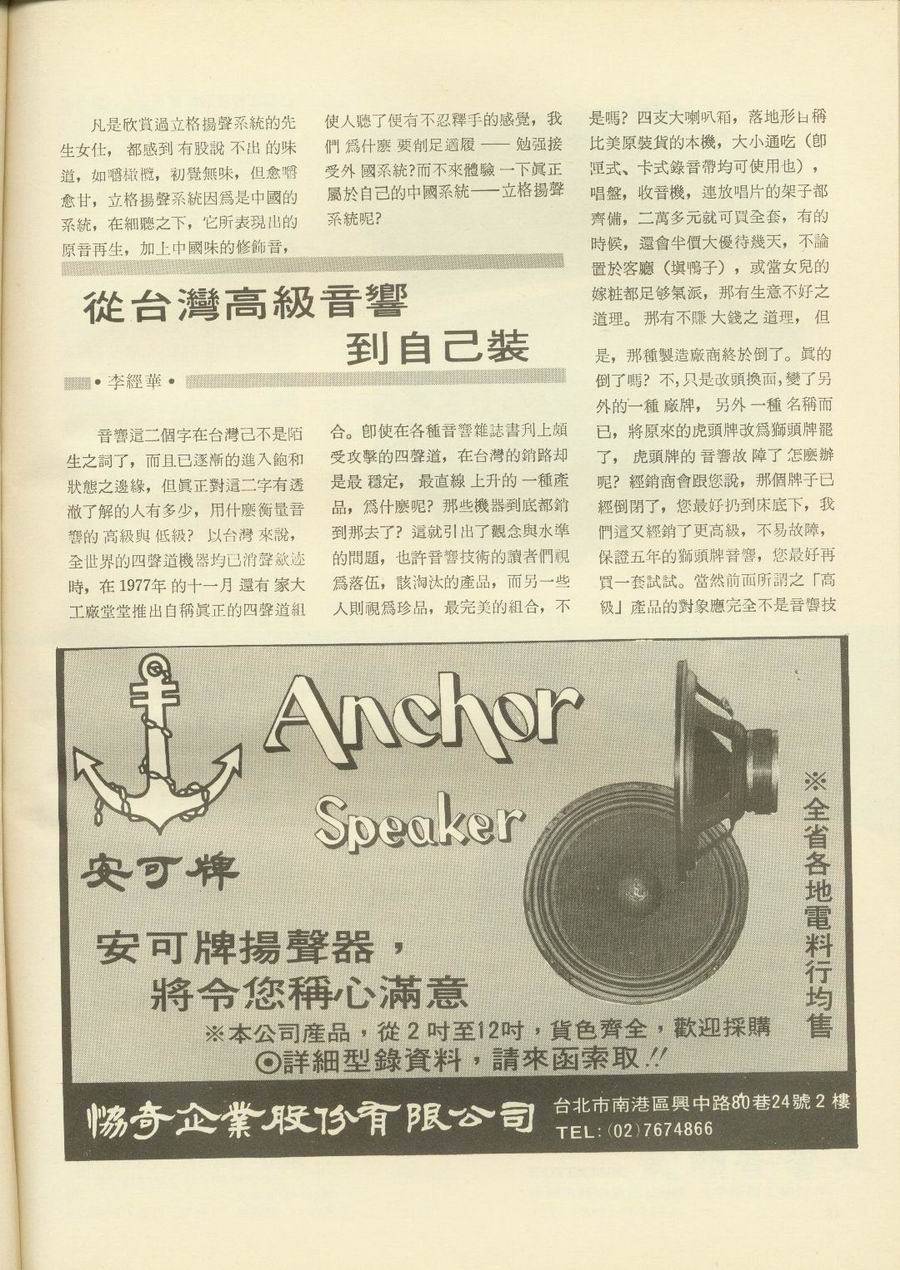 凡是欣賞過立格揚聲系統的先
生女仕，都感到有股說不出的味
道，如嚼橄欖，初覺無味，但愈嚼
愈甘，立格揚聲系統因爲是中國的
系統，在細聽之下，它所表現出的
原音再生，加上中國味的修飾音，
使人聽了便有不忍釋手的感覺，我
們爲什麽要削足適履——勉强接
受外國系統?而不來體驗一下眞正
屬於自己的中國系統——立格揚聲
系統呢?
從台灣高級音響
到自己裝
•李經華•
音響這二個字在台灣己不是陌
生之詞了，而且已逐漸的進入飽和
狀態之邊緣，但眞正對這二字有透
澈了解的人有多少，用什麽衡量音
響的高級與低級? 以台灣來說，
全世界的四聲道機器均已消聲歛迹
時，在1977年的十一月還有家大
工廠堂堂推出自稱眞正的四聲道組
合。卽使在各種音響雜誌書刋上頗
受攻擊的四聲道，在台灣的銷路却
是最穩定，最直線上升的一種產
品，爲什麽呢? 那些機器到底都銷
到那去了? 這就引出了觀念與水準
的問題，也許音響技術的讀者們視
爲落伍，該淘汰的產品，而另一些
人則視爲珍品，最完美的組合，不
是嗎? 四支大喇叭箱，落地形自稱
比美原裝貨的本機，大小通吃（卽
匣式、卡式錄音帶均可使用也），
唱盤，收音機，連放唱片的架子都
齊備，二萬多元就可買全套，有的
時候，還會半價大優待幾天，不論
置於客廳（塡鴨子），或當女兒的
嫁粧都足够氣派，那有生意不好之
道理。那有不賺大錢之道理，但
是，那種製造廠商終於倒了。眞的
倒了嗎? 不,只是改頭換面,變了另
外的一種廠牌，另外一種名稱而
已，將原來的虎頭牌改爲獅頭牌罷
了，虎頭牌的音響故障了怎麽辦
呢? 經銷商會跟您說，那個牌子已
經倒閉了，您最好扔到床底下，我
們這又經銷了更高級，不易故障，
保證五年的獅頭牌音響，您最好再
買一套試試。當然前面所謂之「高
級」產品的對象應完全不是音響技
Anchor
Speaker
安可牌
安可牌揚聲器，
將令您稱心滿意
※本公司產品，從2吋至12吋，貨色齊全，歡迎採購
⊙詳細型錄資料，請來函索取!!
※全省各地電料行均售
協奇企業股份有限公司
台北市南港區興中路80巷24號2樓
TEL:(02)7674866